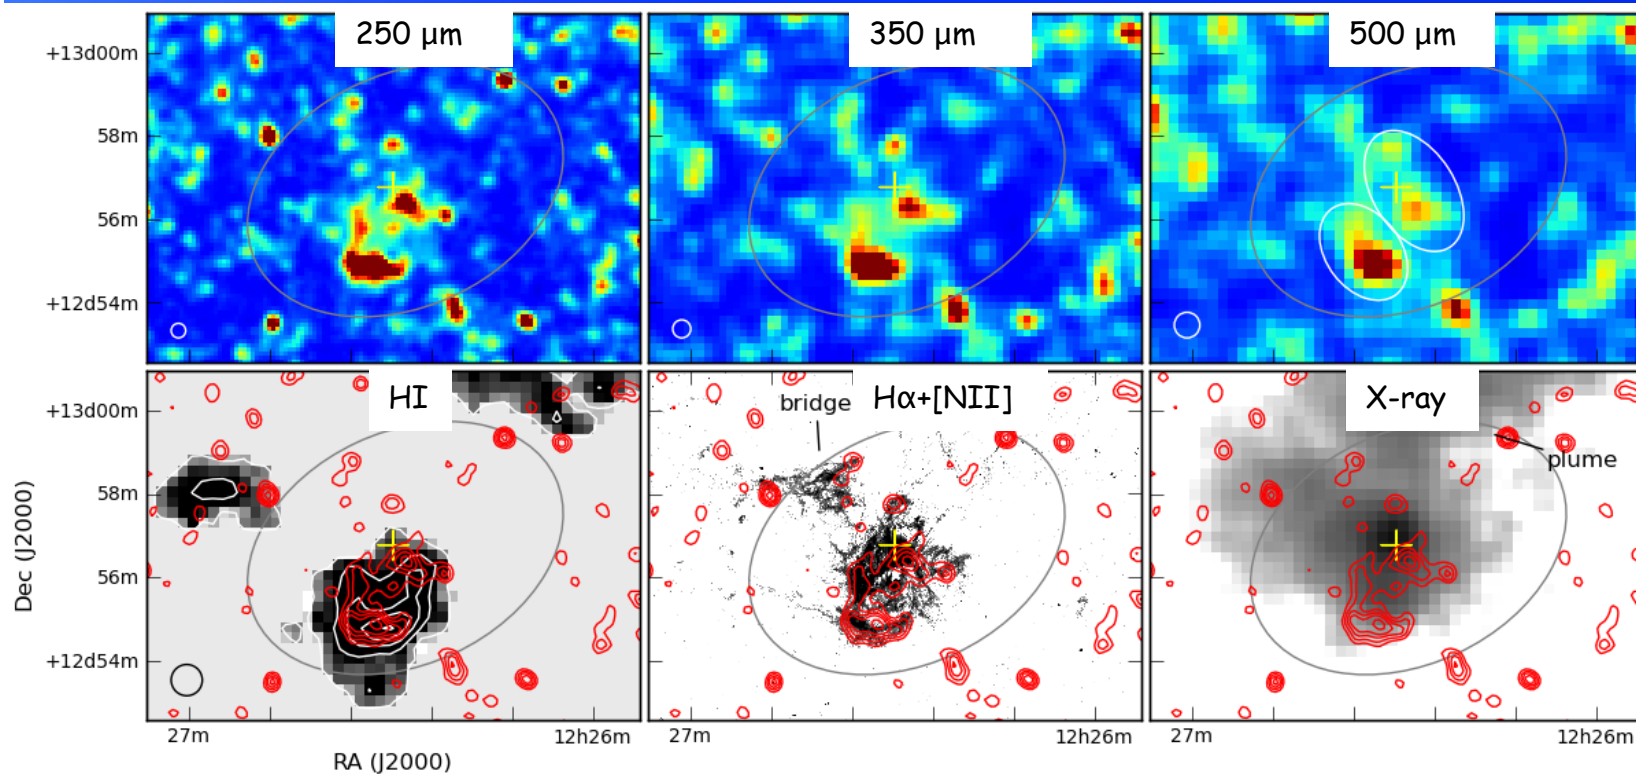 250 μm
350 μm
500 μm
+13d00m
58m
56m
+12d54m
HI
Hα+[NII]
X-ray
bridge
plume
+13d00m
58m
56m
+12d54m
Dec (J2000)
27m
12h26m
27m
12h26m
27m
12h26m
RA (J2000)